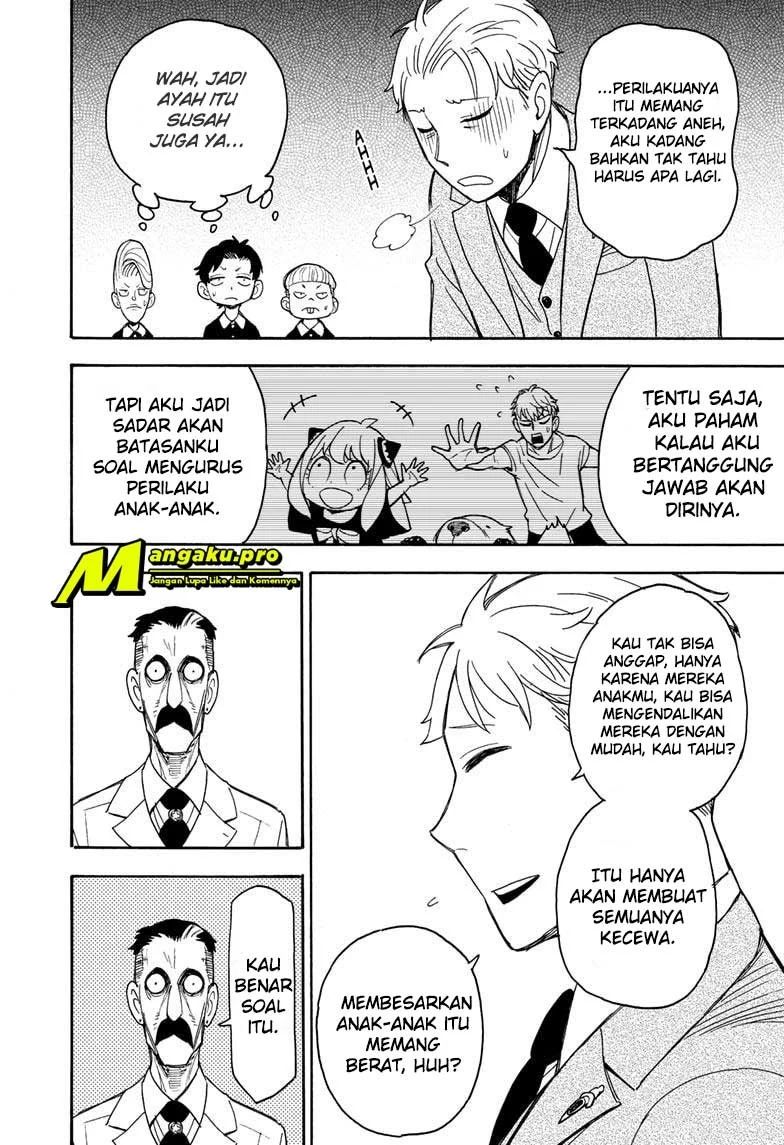 ...PERILAKUANYA
ITU MEMANG
TERKADANG ANEH,
AKU KADANG
BAHKAN TAK TAHU
HARUS APA LAGI.
AHHH
WAH, JADI
AYAH ITU
SUSAH
JUGA YA...
TENTU SAJA,
AKU PAHAM
KALAU AKU
BERTANGGUNG
JAWAB AKAN
DIRINYA.
TAPI AKU JADI
SADAR AKAN
BATASANKU
SOAL MENGURUS
PERILAKU
ANAK-ANAK.
Mangaku.pro
Jangan Lupa Like dan Komennya
KAU TAK BISA
ANGGAP, HANYA
KARENA MEREKA
ANAKMU, KAU BISA
MENGENDALIKAN
MEREKA DENGAN
MUDAH, KAU TAHU?
ITU HANYA
AKAN MEMBUAT
SEMUANYA
KECEWA.
MEMBESARKAN
ANAK-ANAK ITU
MEMANG
BERAT, HUH?
KAU
BENAR
SOAL
ITU.